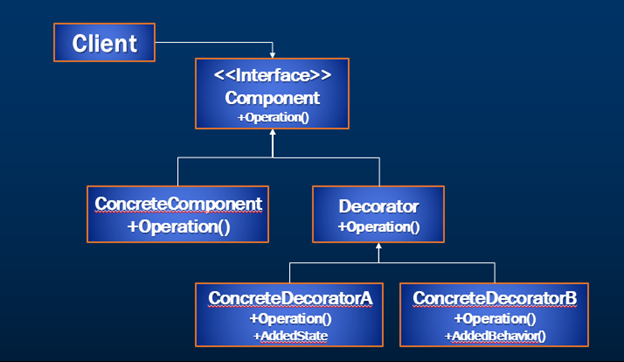 Client
<<Interface>>
Component
+Operation()
ConcreteComponent
+Operation()
Decorator
+Operation()
ConcreteDecoratorA
+Operation()
+AddedState
ConcreteDecoratorB
+Operation()
+AddedBehavior()